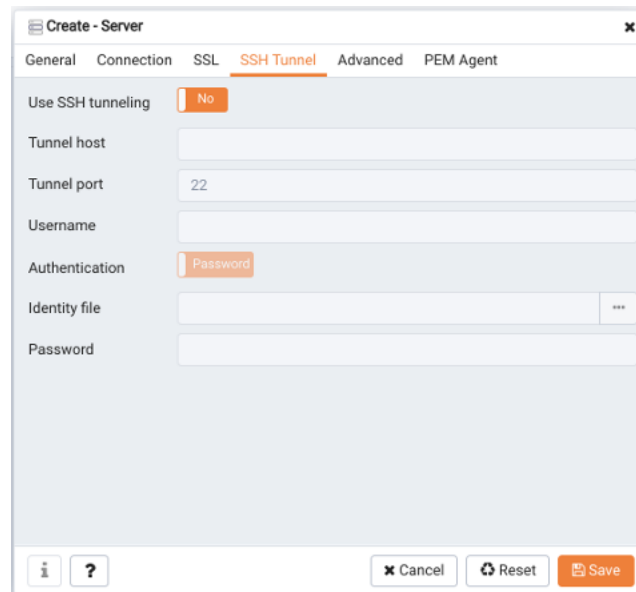 Create - Server
General Connection SSL SSH Tunnel Advanced PEM Agent
Use SSH tunneling No
Tunnel host
Tunnel port 22
Username
Authentication Password
Identity file ...
Password
i ? Cancel Reset Save